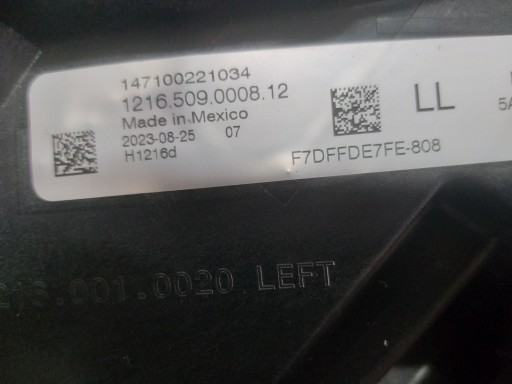 147100221034
1216.509.0008.12
Made in Mexico
2023-08-25 07
H1216d
F7DFFDE7FE-808
LL
5A
.001.0020 LEFT